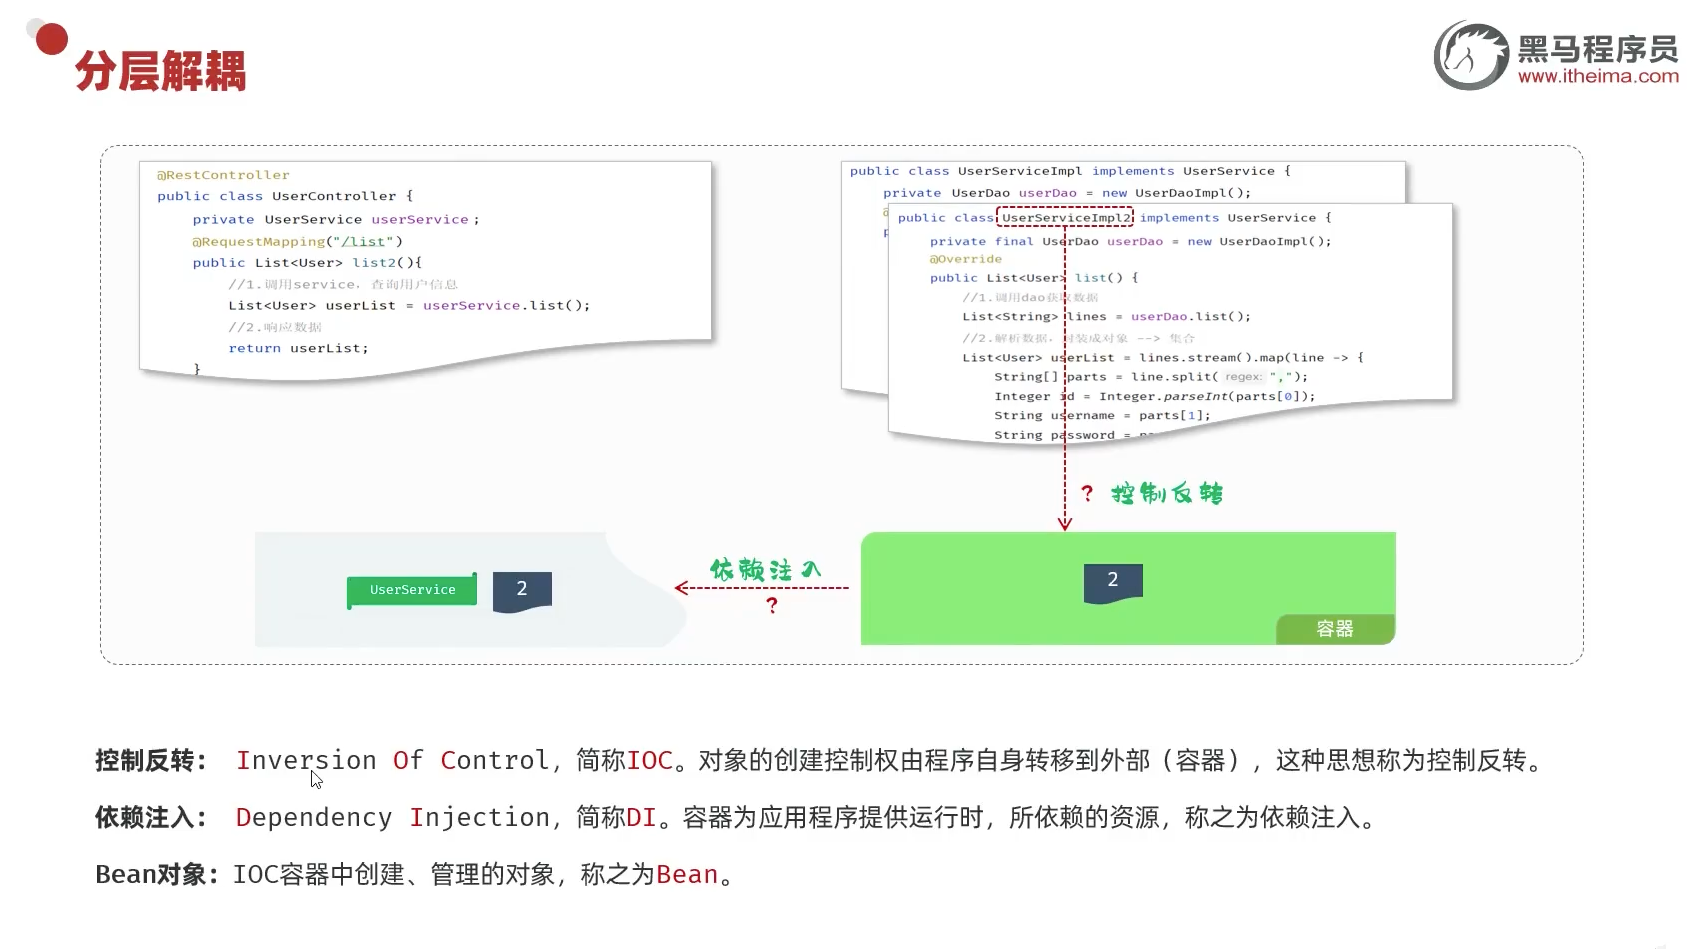 分层解耦
黑马程序员
www.itheima.com
@RestController
public class UserController {
private UserService userService;
@RequestMapping("/list")
public List<User> list2(){
//1.调用service，查询用户信息
List<User> userList = userService.list();
//2.响应数据
return userList;
}
public class UserServiceImpl implements UserService {
private UserDao userDao = new UserDaoImpl();
public class UserServiceImpl2 implements UserService {
private final UserDao userDao = new UserDaoImpl();
@Override
public List<User> list() {
//1.调用dao获取数据
List<String> lines = userDao.list();
//2.解析数据，封装成对象 --> 集合
List<User> userList = lines.stream().map(line -> {
String[] parts = line.split( regex: ",");
Integer id = Integer.parseInt(parts[0]);
String username = parts[1];
String password =
? 控制反转
依赖注入
?
UserService
2
2
容器
控制反转： Inversion Of Control，简称IOC。对象的创建控制权由程序自身转移到外部（容器），这种思想称为控制反转。
依赖注入： Dependency Injection，简称DI。容器为应用程序提供运行时，所依赖的资源，称之为依赖注入。
Bean对象：IOC容器中创建、管理的对象，称之为Bean。